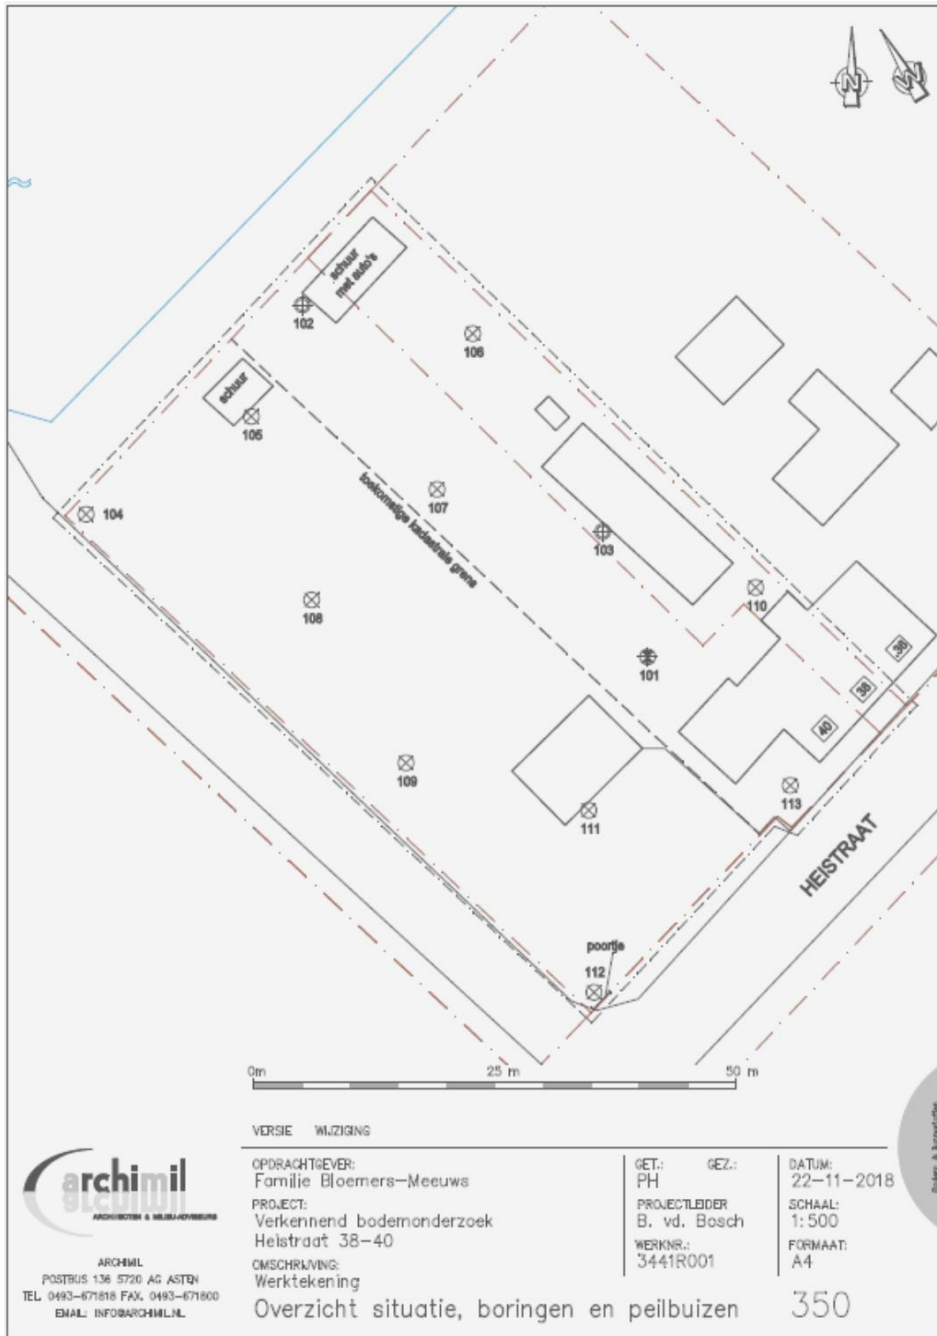 N
W
schuur
met auto's
102
106
schuur
105
toekomstige kadastrale grens
107
104
103
108
110
101
36
38
40
109
113
111
HEISTRAAT
poortje
112
0m 25 m 50 m
VERSIE WIJZIGING
OPDRACHTGEVER:
Familie Bloemers-Meeuws
PROJECT:
Verkennend bodemonderzoek
Heistraat 38-40
OMSCHRIJVING:
Werktekening
Overzicht situatie, boringen en peilbuizen
GET.: GEZ.:
PH
PROJECTLEIDER
B. vd. Bosch
WERKNR.:
3441R001
DATUM:
22-11-2018
SCHAAL:
1:500
FORMAAT:
A4
350
archimil
ARCHITECTEN & MILIEU-ADVISEURS
ARCHIMIL
POSTBUS 136 5720 AC ASTEN
TEL. 0493-671818 FAX. 0493-671800
EMAIL: INFO@ARCHIMIL.NL